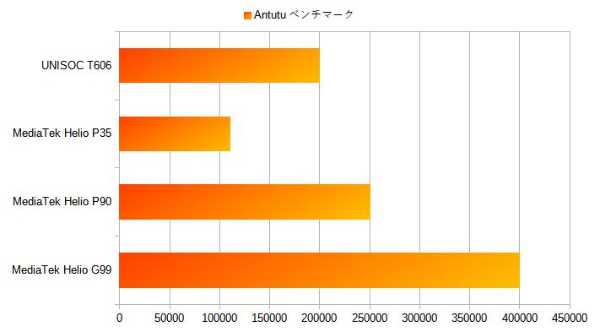 Antutu ベンチマーク
UNISOC T606
MediaTek Helio P35
MediaTek Helio P90
MediaTek Helio G99
0 50000 100000 150000 200000 250000 300000 350000 400000 450000